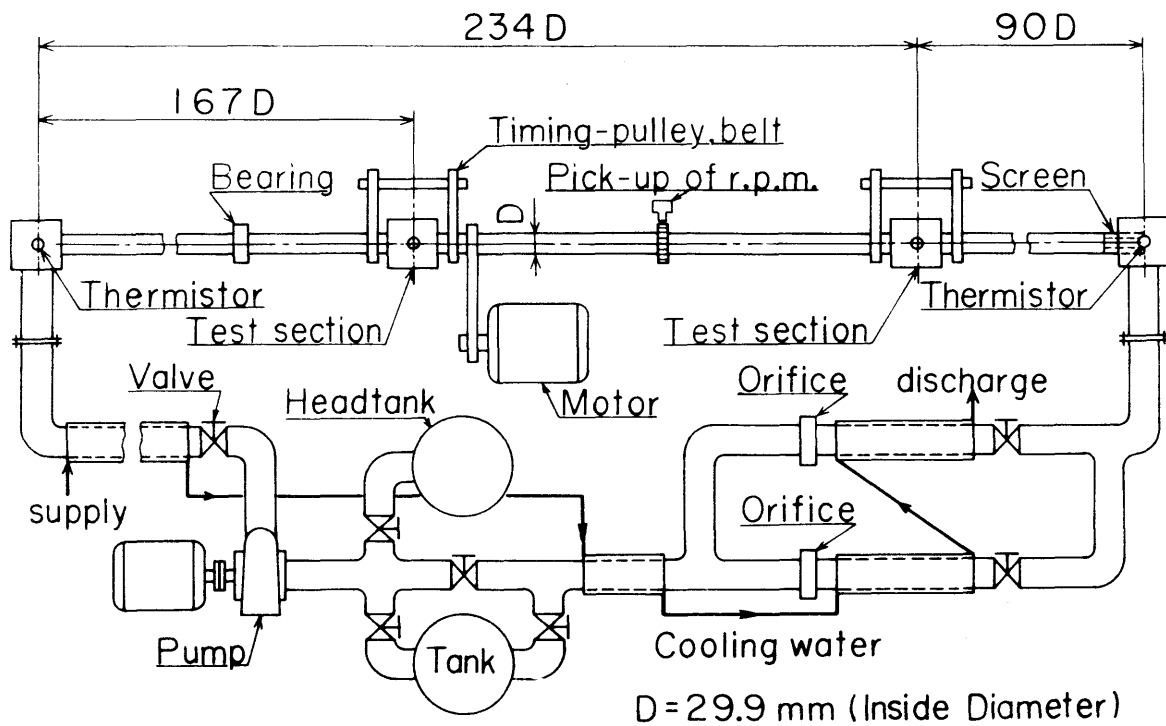 234D
90D
167D
Timing-pulley,belt
Bearing
Pick-up of r.p.m.
Screen
D
Thermistor
Thermistor
Test section
Test section
Valve
Motor
Orifice
discharge
Headtank
supply
Orifice
Pump
Tank
Cooling water
D=29.9 mm (Inside Diameter)